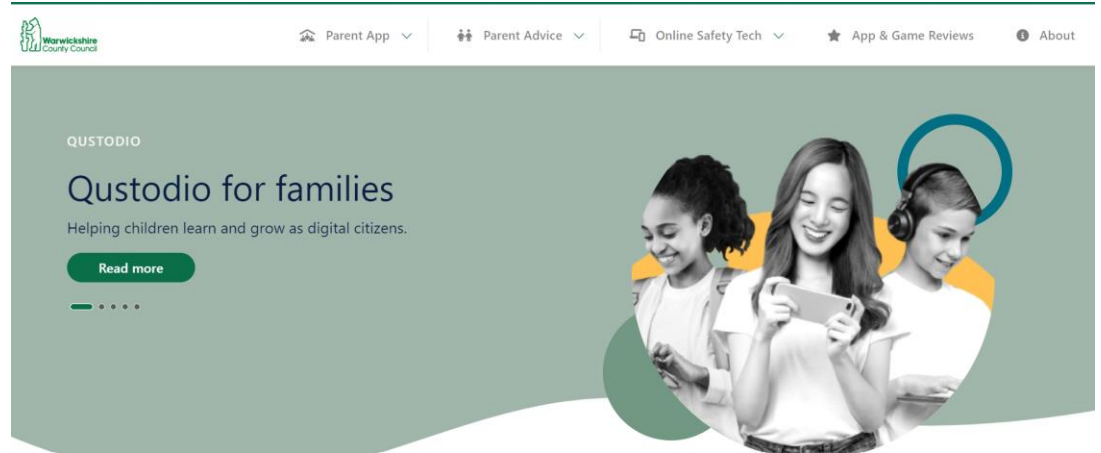 Warwickshire
County Council
Parent App
Parent Advice
Online Safety Tech
App & Game Reviews
About
QUSTODIO
Qustodio for families
Helping children learn and grow as digital citizens.
Read more